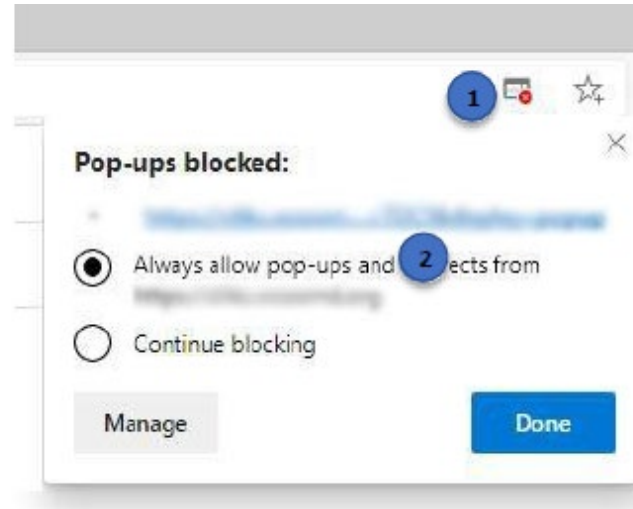 1
Pop-ups blocked:
Always allow pop-ups and 2 ects from
Continue blocking
Manage
Done